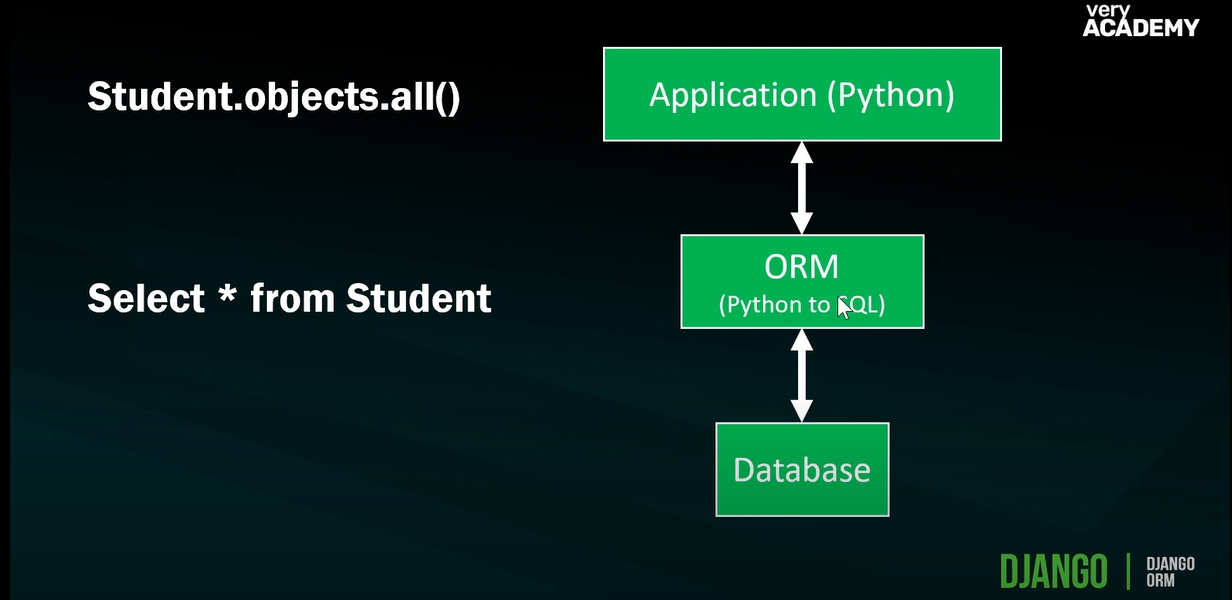 very
ACADEMY
Student.objects.all()
Application (Python)
ORM
(Python to SQL)
Select * from Student
Database
DJANGO
DJANGO
ORM